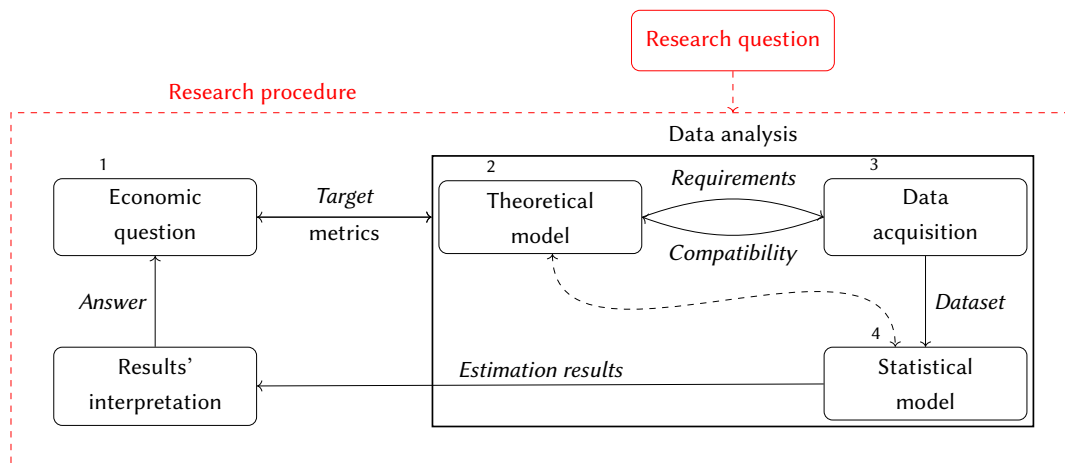 Research question
Research procedure
Data analysis
1
Economic
question
Target
metrics
2
Theoretical
model
Requirements
Compatibility
3
Data
acquisition
Answer
Dataset
4
Results’
interpretation
Estimation results
Statistical
model